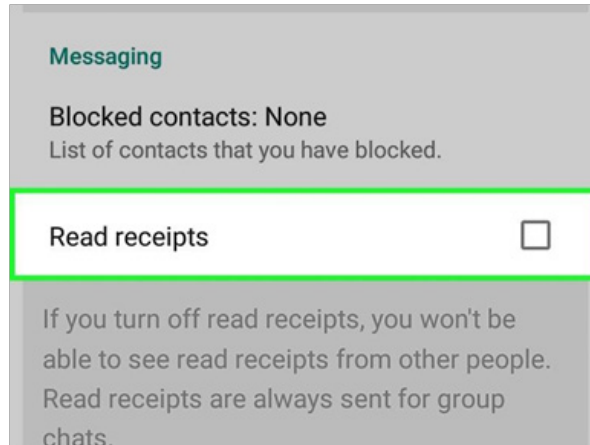 Messaging
Blocked contacts: None
List of contacts that you have blocked.
Read receipts
If you turn off read receipts, you won't be
able to see read receipts from other people.
Read receipts are always sent for group
chats.